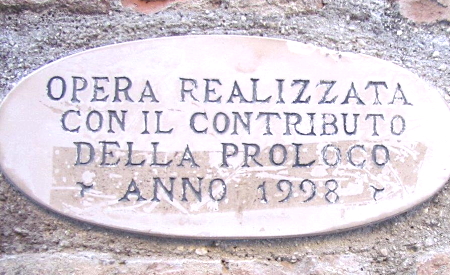 OPERA REALIZZATA
CON IL CONTRIBUTO
DELLA PROLOCO
~ ANNO 1998 ~